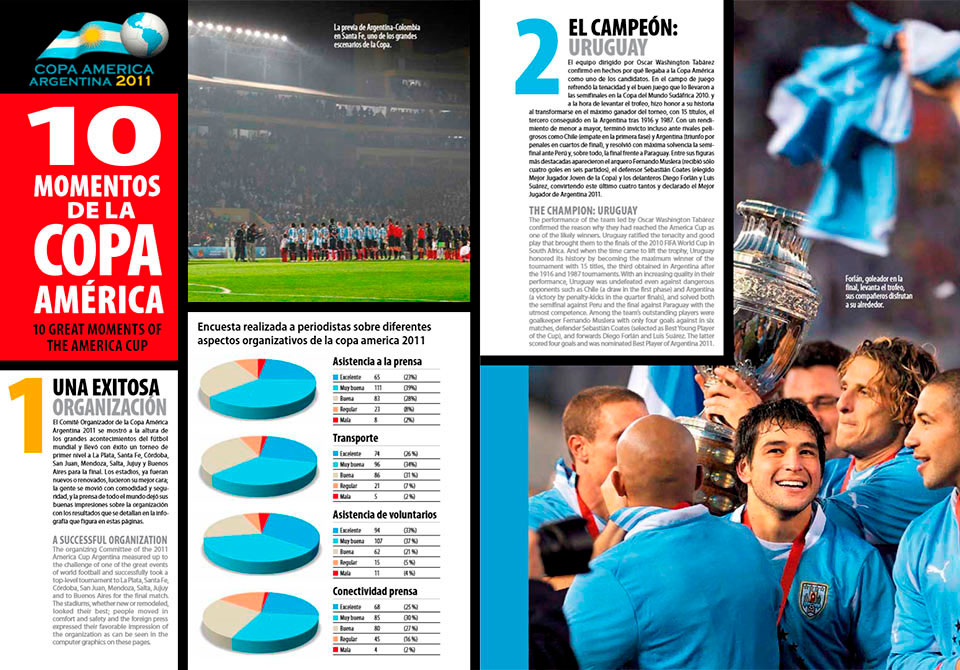 COPA AMERICA
ARGENTINA 2011
10
MOMENTOS
DE LA
COPA
AMÉRICA
10 GREAT MOMENTS OF
THE AMERICA CUP
La previa de Argentina-Colombia
en Santa Fe, uno de los grandes
escenarios de la Copa.
1
UNA EXITOSA
ORGANIZACIÓN
El Comité Organizador de la Copa América
Argentina 2011 se mostró a la altura de
los grandes acontecimientos del fútbol
mundial y llevó con éxito un torneo de
primer nivel a La Plata, Santa Fe, Córdoba,
San Juan, Mendoza, Salta, Jujuy y Buenos
Aires para la final. Los estadios, ya fueran
nuevos o renovados, lucieron su mejor cara;
la gente se movió con comodidad y segu-
ridad, y la prensa de todo el mundo dejó sus
buenas impresiones sobre la organización
con los resultados que se detallan en la info-
grafía que figura en estas páginas.
A SUCCESSFUL ORGANIZATION
The organizing Committee of the 2011
America Cup Argentina measured up to
the challenge of one of the great events
of world football and successfully took a
top-level tournament to La Plata, Santa Fe,
Córdoba, San Juan, Mendoza, Salta, Jujuy
and to Buenos Aires for the final match.
The stadiums, whether new or remodeled,
looked their best; people moved in
comfort and safety and the foreign press
expressed their favorable impression of
the organization as can be seen in the
computer graphics on these pages.
Encuesta realizada a periodistas sobre diferentes
aspectos organizativos de la copa america 2011
Asistencia a la prensa
Excelente 65 (23%)
Muy buena 111 (39%)
Buena 83 (28%)
Regular 23 (8%)
Mala 8 (2%)
Transporte
Excelente 74 (26 %)
Muy buena 96 (34%)
Buena 86 (31 %)
Regular 21 (7 %)
Mala 5 (2 %)
Asistencia de voluntarios
Excelente 94 (33%)
Muy buena 107 (37 %)
Buena 62 (21 %)
Regular 15 (5 %)
Mala 11 (4 %)
Conectividad prensa
Excelente 68 (25 %)
Muy buena 85 (30 %)
Buena 80 (27 %)
Regular 45 (16 %)
Mala 4 (2 %)
2
EL CAMPEÓN:
URUGUAY
El equipo dirigido por Oscar Washington Tabárez
confirmó en hechos por qué llegaba a la Copa América
como uno de los candidatos. En el campo de juego
refrendó la tenacidad y el buen juego que lo llevaron a
las semifinales en la Copa del Mundo Sudáfrica 2010. y
a la hora de levantar el trofeo, hizo honor a su historia
al transformarse en el máximo ganador del torneo, con 15 títulos, el
tercero conseguido en la Argentina tras 1916 y 1987. Con un rendi-
miento de menor a mayor, terminó invicto incluso ante rivales peli-
grosos como Chile (empate en la primera fase) y Argentina (triunfo por
penales en cuartos de final), y resolvió con máxima solvencia la semi-
final ante Perú y, sobre todo, la final frente a Paraguay. Entre sus figuras
más destacadas aparecieron el arquero Fernando Muslera (recibió sólo
cuatro goles en seis partidos), el defensor Sebastián Coates (elegido
Mejor Jugador Joven de la Copa) y los delanteros Diego Forlán y Luis
Suárez, convirtendo este último cuatro tantos y declarado el Mejor
Jugador de Argentina 2011.
THE CHAMPION: URUGUAY
The performance of the team led by Oscar Washington Tabárez
confirmed the reason why they had reached the America Cup as
one of the likely winners. Uruguay ratified the tenacity and good
play that brought them to the finals of the 2010 FIFA World Cup in
South Africa. And when the time came to lift the trophy, Uruguay
honored its history by becoming the maximum winner of the
tournament with 15 titles, the third obtained in Argentina after
the 1916 and 1987 tournaments. With an increasing quality in their
performance, Uruguay was undefeated even against dangerous
opponents such as Chile (a draw in the first phase) and Argentina
(a victory by penalty-kicks in the quarter finals), and solved both
the semifinal against Peru and the final against Paraguay with the
utmost competence. Among the team's outstanding players were
goalkeeper Fernando Muslera with only four goals against in six
matches, defender Sebastián Coates (selected as Best Young Player
of the Cup), and forwards Diego Forlán and Luis Suárez. The latter
scored four goals and was nominated Best Player of Argentina 2011.
Forlán, goleador en la
final, levanta el trofeo,
sus compañeros disfrutan
a su alrededor.